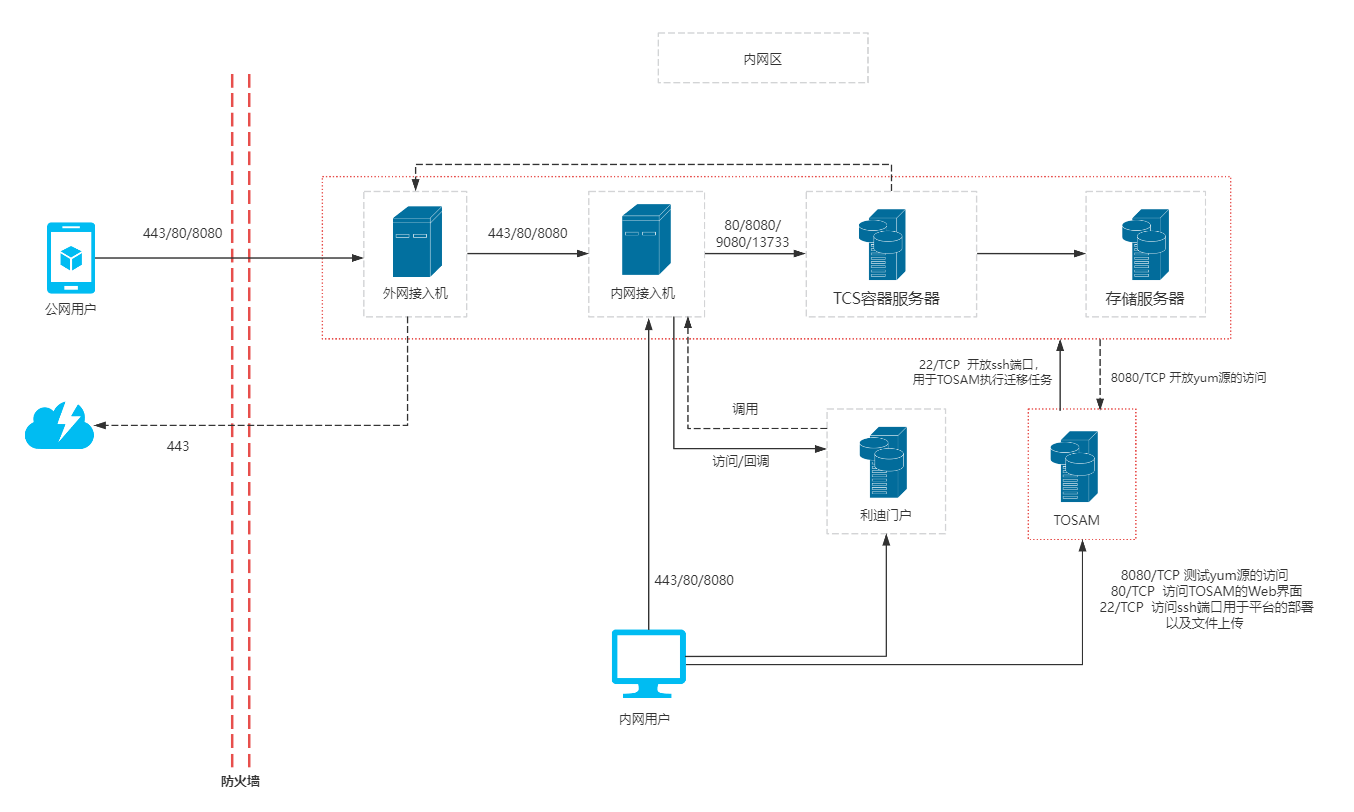 内网区
443/80/8080
443/80/8080
80/8080/
9080/13733
公网用户
外网接入机
内网接入机
TCS容器服务器
存储服务器
22/TCP 开放ssh端口，
用于TOSAM执行迁移任务
8080/TCP 开放yum源的访问
443
调用
访问/回调
利迪门户
TOSAM
443/80/8080
8080/TCP 测试yum源的访问
80/TCP 访问TOSAM的Web界面
22/TCP 访问ssh端口用于平台的部署
以及文件上传
内网用户
防火墙